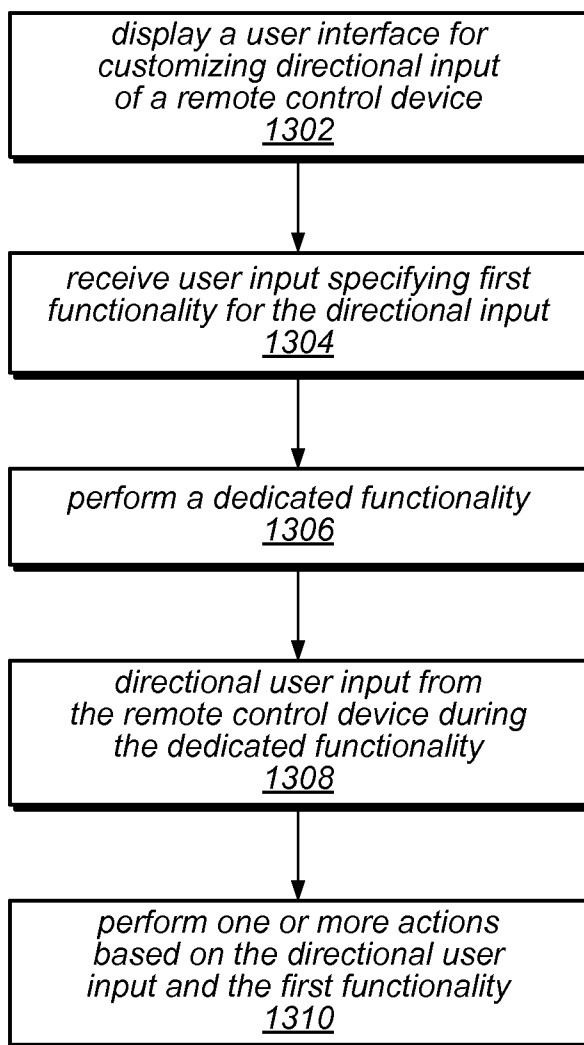 display a user interface for
customizing directional input
of a remote control device
1302
receive user input specifying first
functionality for the directional input
1304
perform a dedicated functionality
1306
directional user input from
the remote control device during
the dedicated functionality
1308
perform one or more actions
based on the directional user
input and the first functionality
1310